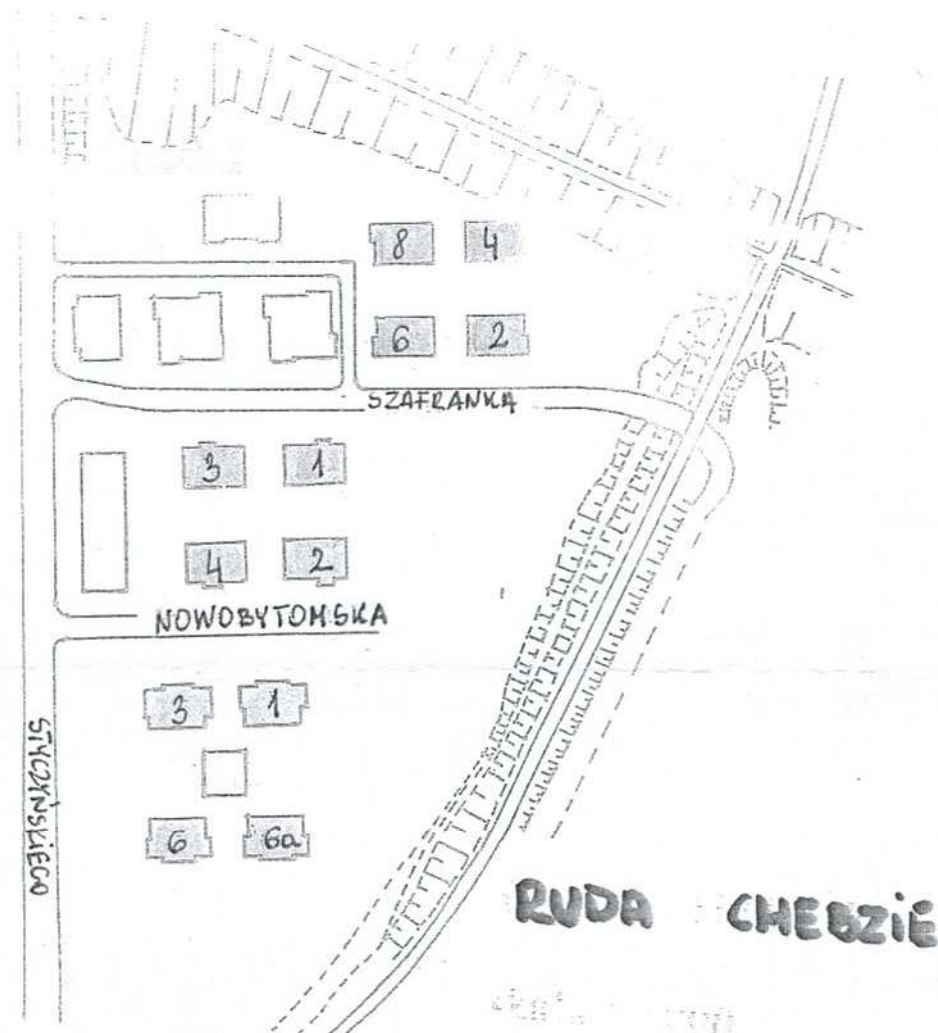 8 4
6 2
SZAFRANKA
3 1
4 2
NOWOBYTOMSKA
3 1
STYCZYŃSKIEGO
6 6a
RUDA CHEBZIE